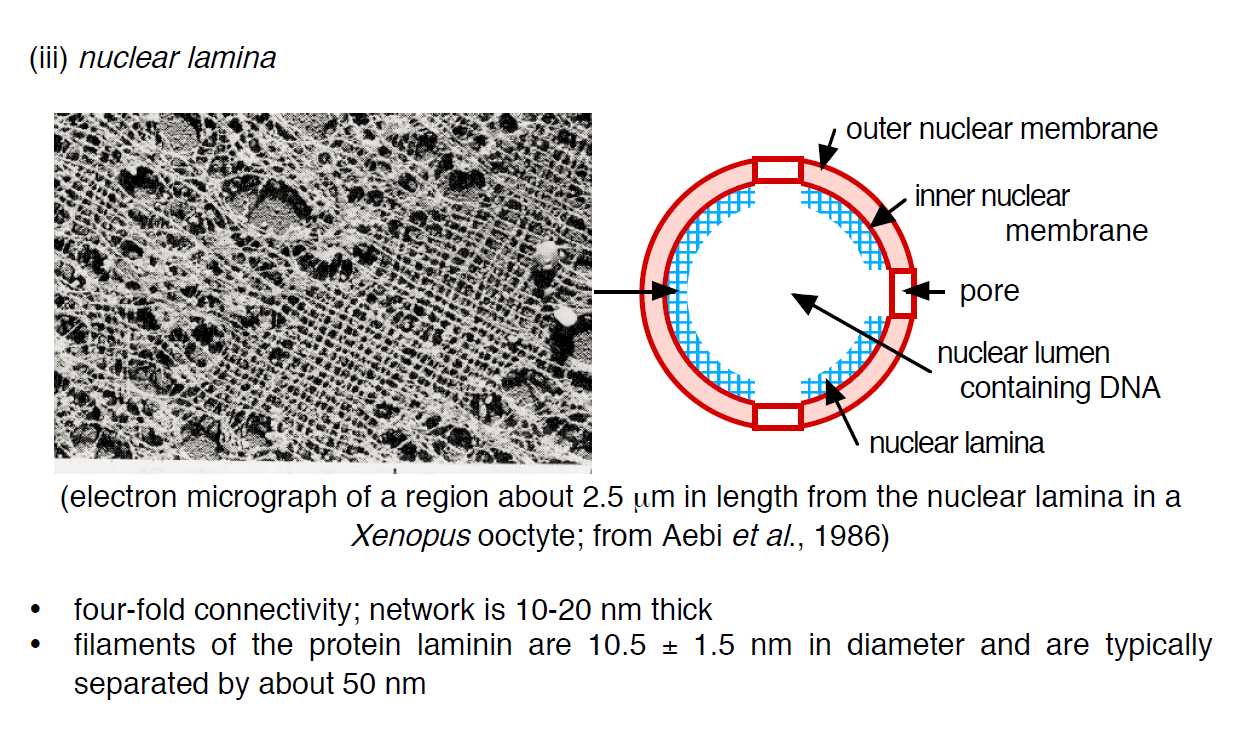 (iii) nuclear lamina
outer nuclear membrane
inner nuclear
membrane
pore
nuclear lumen
containing DNA
nuclear lamina
(electron micrograph of a region about 2.5 μm in length from the nuclear lamina in a
Xenopus ooctyte; from Aebi et al., 1986)
• four-fold connectivity; network is 10-20 nm thick
• filaments of the protein laminin are 10.5 ± 1.5 nm in diameter and are typically
separated by about 50 nm